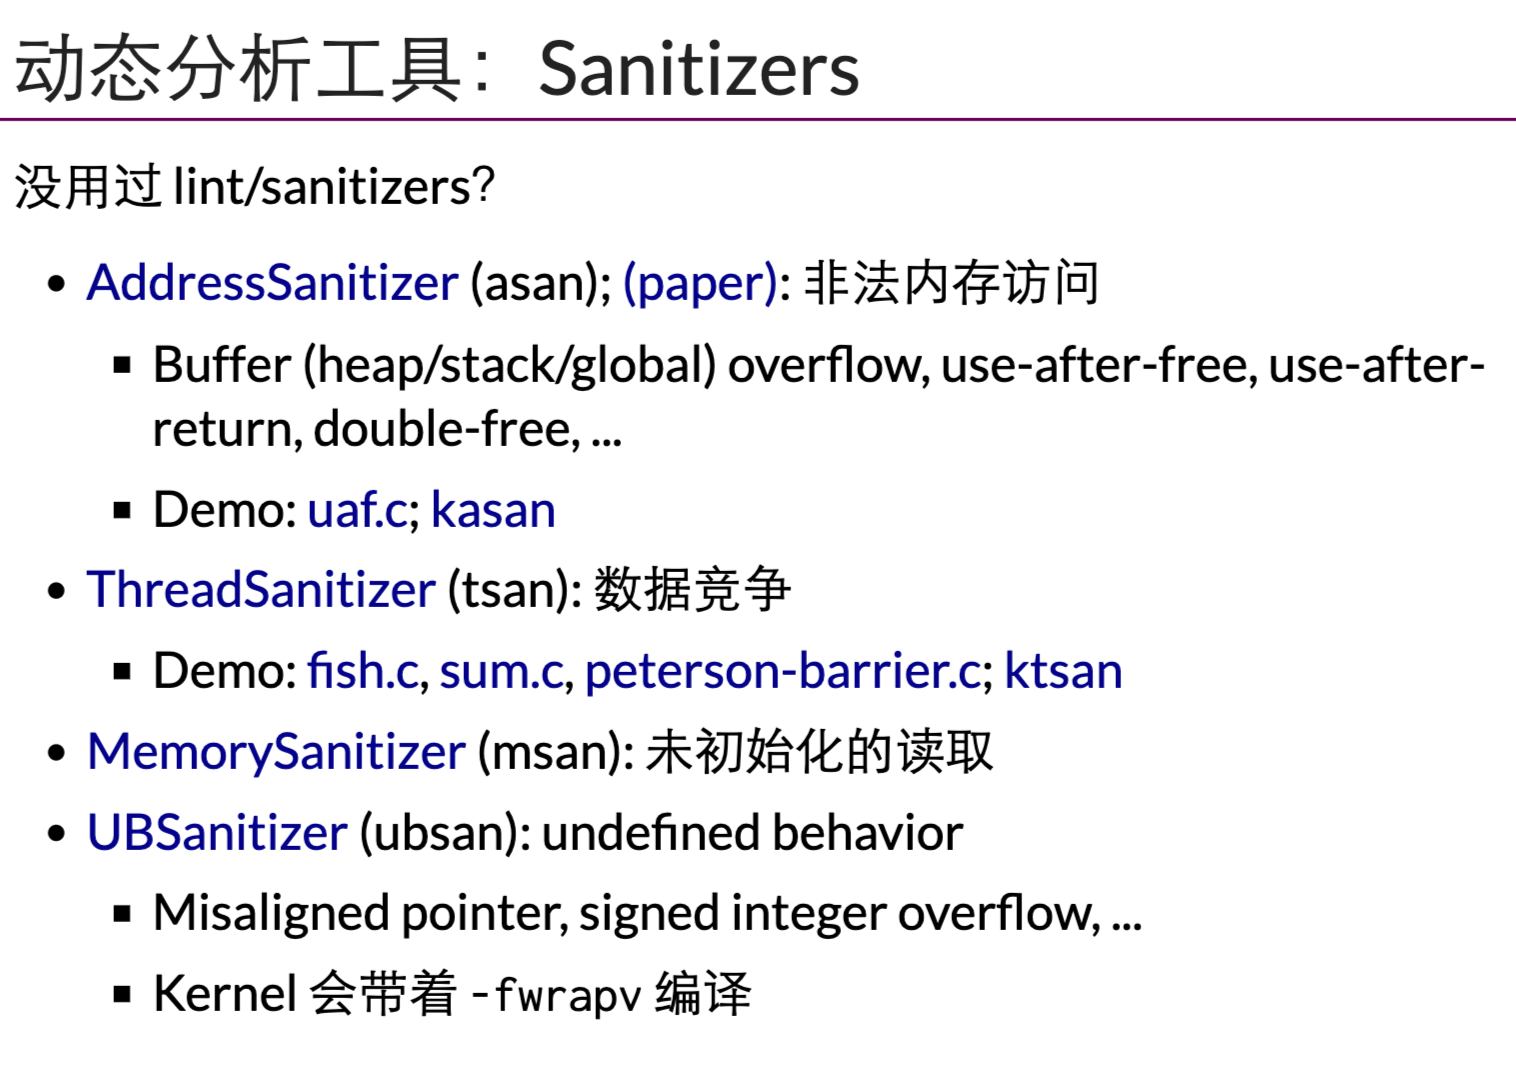 动态分析工具：Sanitizers
没用过 lint/sanitizers？
• AddressSanitizer (asan); (paper): 非法内存访问
▪ Buffer (heap/stack/global) overflow, use-after-free, use-after-
return, double-free, ...
▪ Demo: uaf.c; kasan
• ThreadSanitizer (tsan): 数据竞争
▪ Demo: fish.c, sum.c, peterson-barrier.c; ktsan
• MemorySanitizer (msan): 未初始化的读取
• UBSanitizer (ubsan): undefined behavior
▪ Misaligned pointer, signed integer overflow, ...
▪ Kernel 会带着 -fwrapv 编译